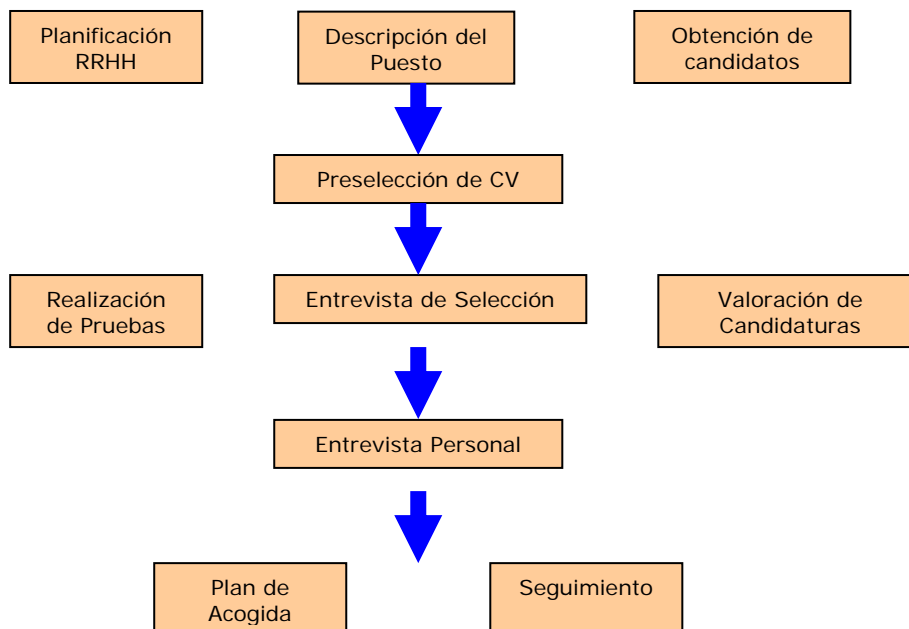 Planificación
RRHH
Descripción del
Puesto
Obtención de
candidatos
Preselección de CV
Realización
de Pruebas
Entrevista de Selección
Valoración de
Candidaturas
Entrevista Personal
Plan de
Acogida
Seguimiento